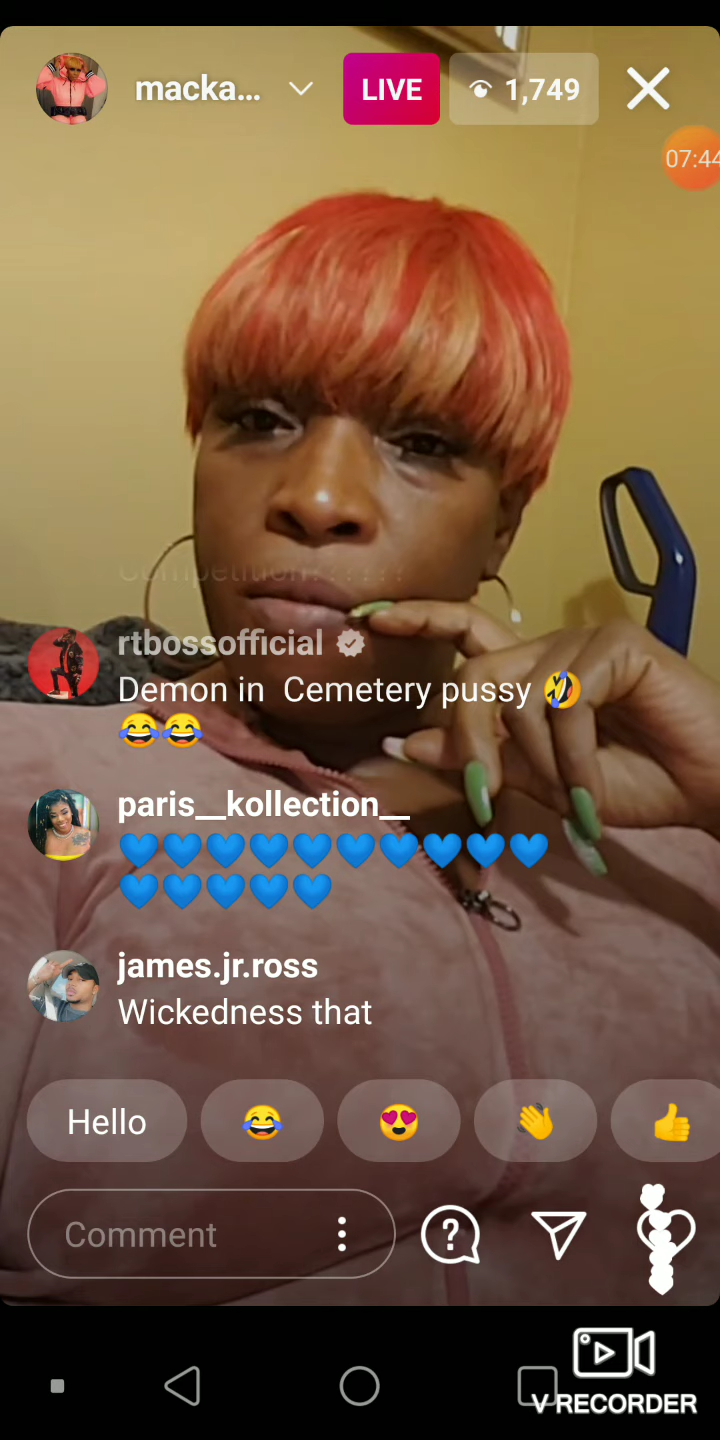 macka...
LIVE
1,749
07:44
Competition??????
rtbossofficial
Demon in Cemetery pussy 🤣
😂😂
paris__kollection__
💙💙💙💙💙💙💙💙💙💙
💙💙💙💙💙
james.jr.ross
Wickedness that
Hello
😂
😍
👋
👍
Comment
V RECORDER